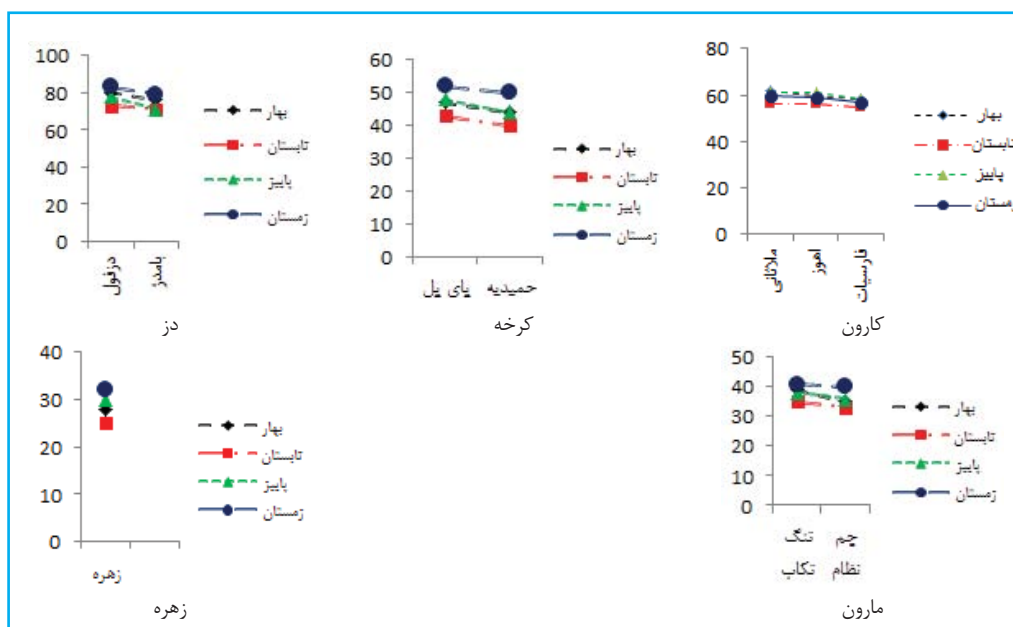 100
80
60
40
20
0
دزفول
بامدژ
بهار
تابستان
پاییز
زمستان
دز
60
50
40
30
20
10
0
پای پل
حمیدیه
بهار
تابستان
پاییز
زمستان
کرخه
80
60
40
20
0
ملاثانی
اهواز
فارسیات
بهار
تابستان
پاییز
زمستان
کارون
40
30
20
10
0
زهره
بهار
تابستان
پاییز
زمستان
زهره
50
40
30
20
10
0
تنگ
تکاب
چم
نظام
بهار
تابستان
پاییز
زمستان
مارون